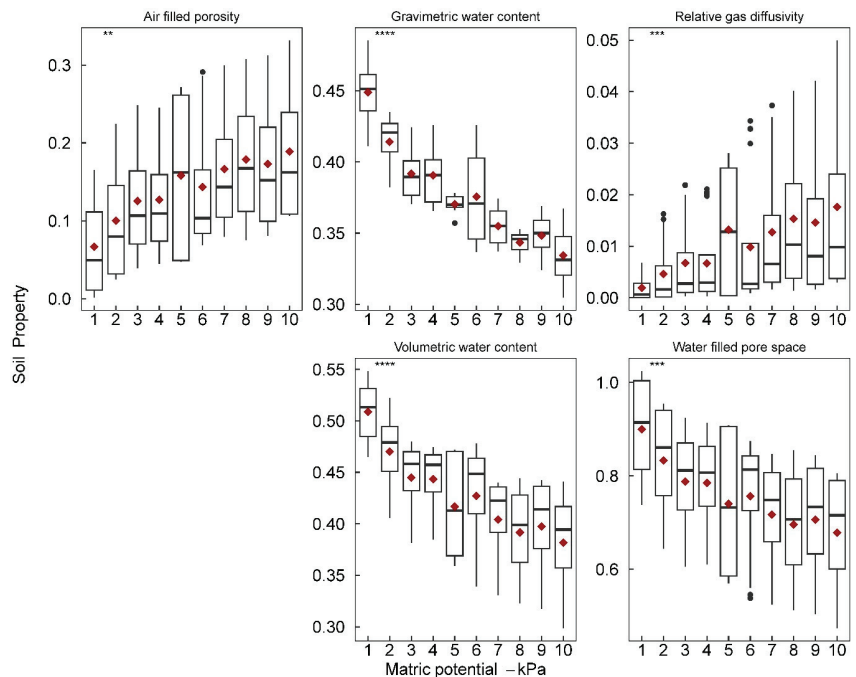 Air filled porosity
Gravimetric water content
Relative gas diffusivity
**
****
***
0.3
0.2
0.1
0.0
0.45
0.40
0.35
0.30
0.05
0.04
0.03
0.02
0.01
0.00
1 2 3 4 5 6 7 8 9 10
1 2 3 4 5 6 7 8 9 10
1 2 3 4 5 6 7 8 9 10
Soil Property
Volumetric water content
Water filled pore space
****
***
0.55
0.50
0.45
0.40
0.35
0.30
1.0
0.8
0.6
1 2 3 4 5 6 7 8 9 10
1 2 3 4 5 6 7 8 9 10
Matric potential −kPa